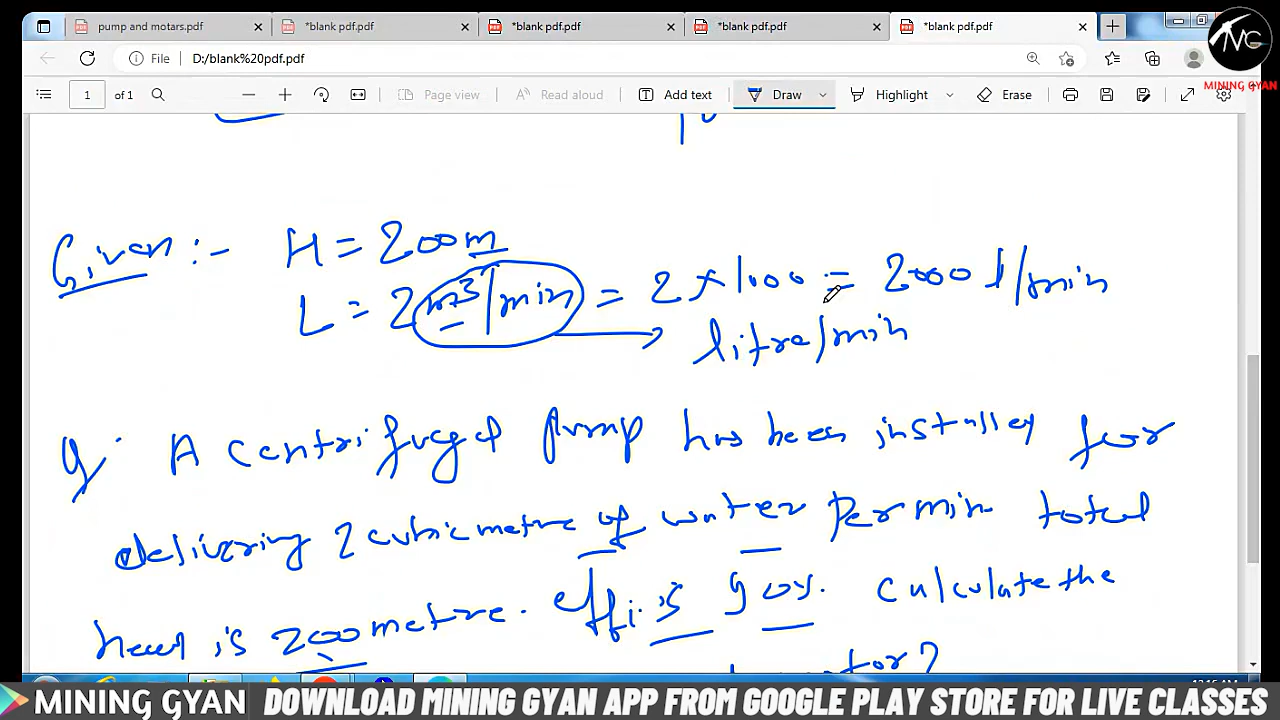 pump and motars.pdf
*blank pdf.pdf
*blank pdf.pdf
*blank pdf.pdf
*blank pdf.pdf
File
D:/blank%20pdf.pdf
1 of 1
Page view
Read aloud
Add text
Draw
Highlight
Erase
MVG
MINING GYAN
Given :- H = 200m
L = 2m³/min = 2 × 1000 = 2000 l/min
litre/min
Q. A centrifugal pump has been installed for
delivering 2 cubic metre of water per min total
head is 200 metre. effi. is 90%. calculate the
motor?
MINING GYAN DOWNLOAD MINING GYAN APP FROM GOOGLE PLAY STORE FOR LIVE CLASSES